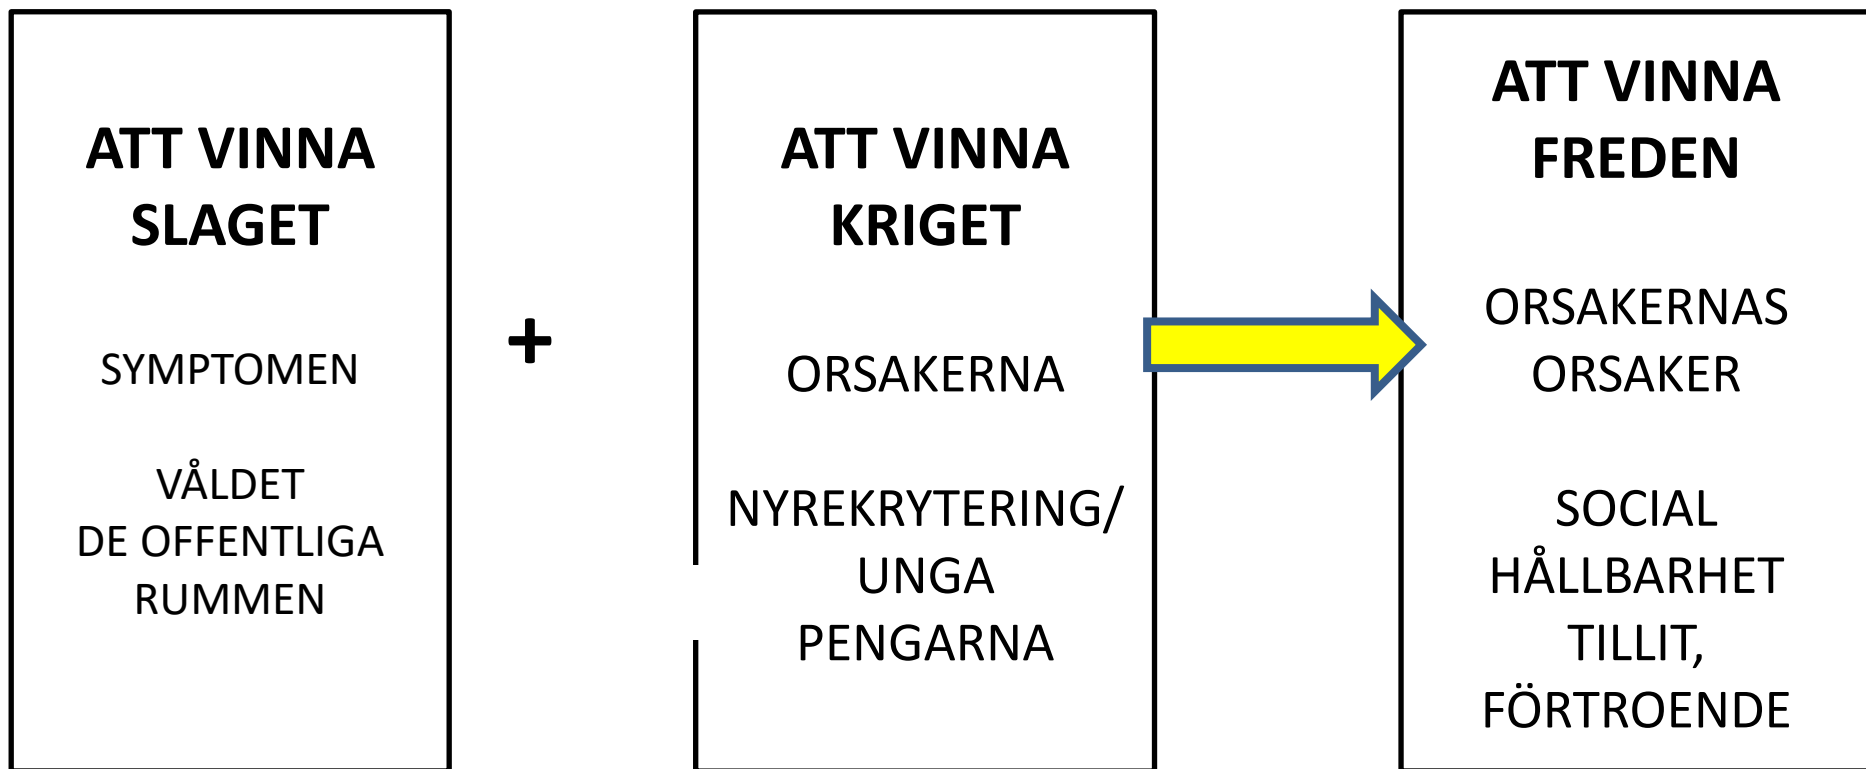 ATT VINNA
SLAGET
SYMPTOMEN
VÅLDET
DE OFFENTLIGA
RUMMEN
+
ATT VINNA
KRIGET
ORSAKERNA
NYREKRYTERING/
UNGA
PENGARNA
ATT VINNA
FREDEN
ORSAKERNAS
ORSAKER
SOCIAL
HÅLLBARHET
TILLIT,
FÖRTROENDE